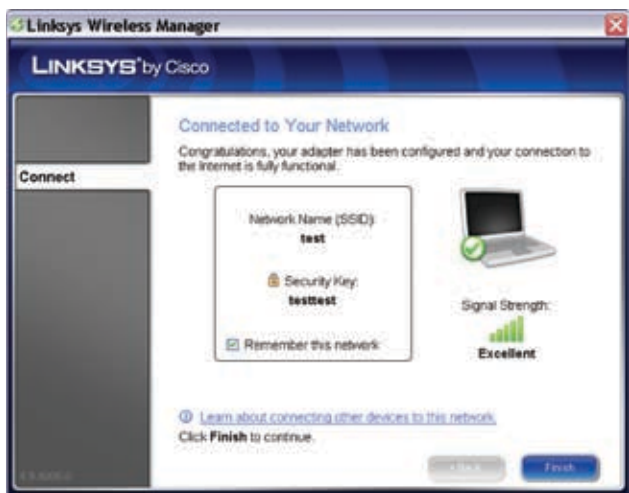 Linksys Wireless Manager
LINKSYS® by Cisco
Connect
Connected to Your Network
Congratulations, your adapter has been configured and your connection to
the Internet is fully functional.
Network Name (SSID):
test
Security Key:
testtest
Remember this network
Signal Strength:
Excellent
Learn about connecting other devices to this network.
Click Finish to continue.
Back
Finish